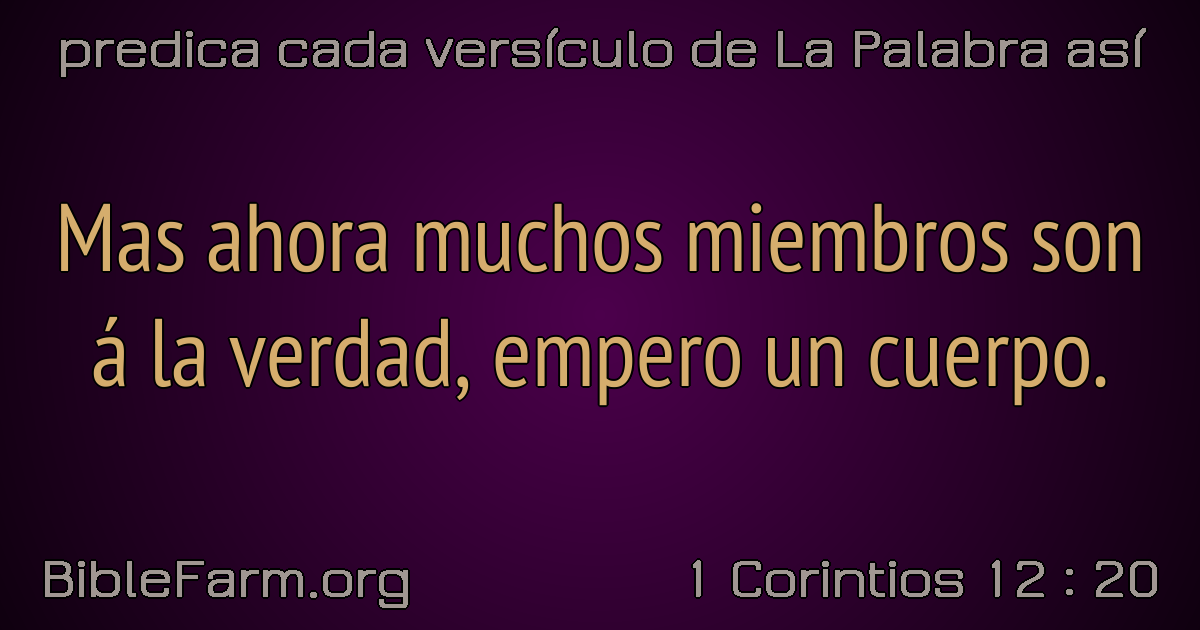 predica cada versículo de La Palabra así
Mas ahora muchos miembros son
á la verdad, empero un cuerpo.
BibleFarm.org
1 Corintios 12 : 20